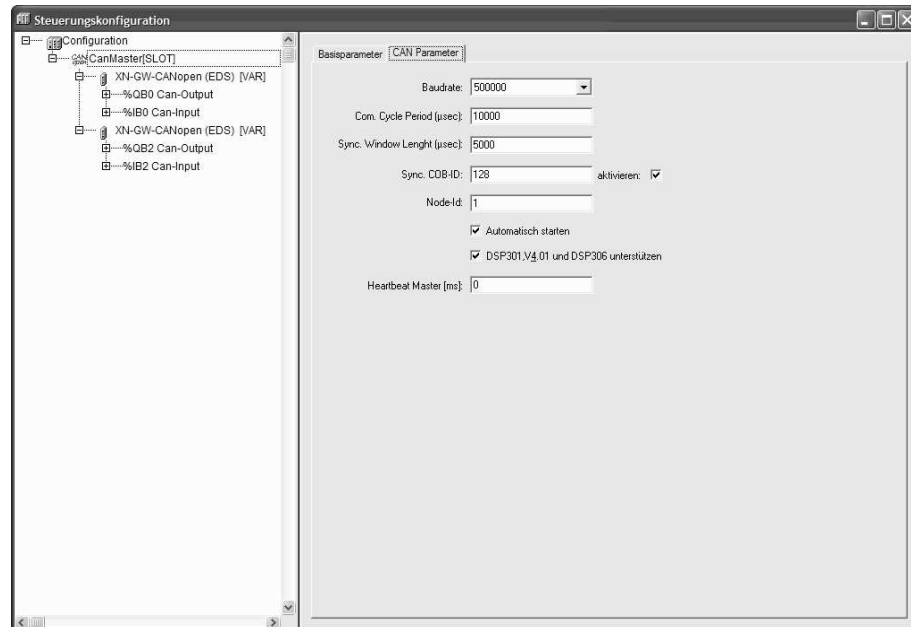 Steuerungskonfiguration
Configuration
CanMaster[SLOT]
XN-GW-CANopen (EDS) [VAR]
%QB0 Can-Output
%IB0 Can-Input
XN-GW-CANopen (EDS) [VAR]
%QB2 Can-Output
%IB2 Can-Input
Basisparameter CAN Parameter
Baudrate: 500000
Com. Cycle Period (µsec): 10000
Sync. Window Lenght (µsec): 5000
Sync. COB-ID: 128 aktivieren:
Node-Id: 1
Automatisch starten
DSP301,V4.01 und DSP306 unterstützen
Heartbeat Master [ms]: 0